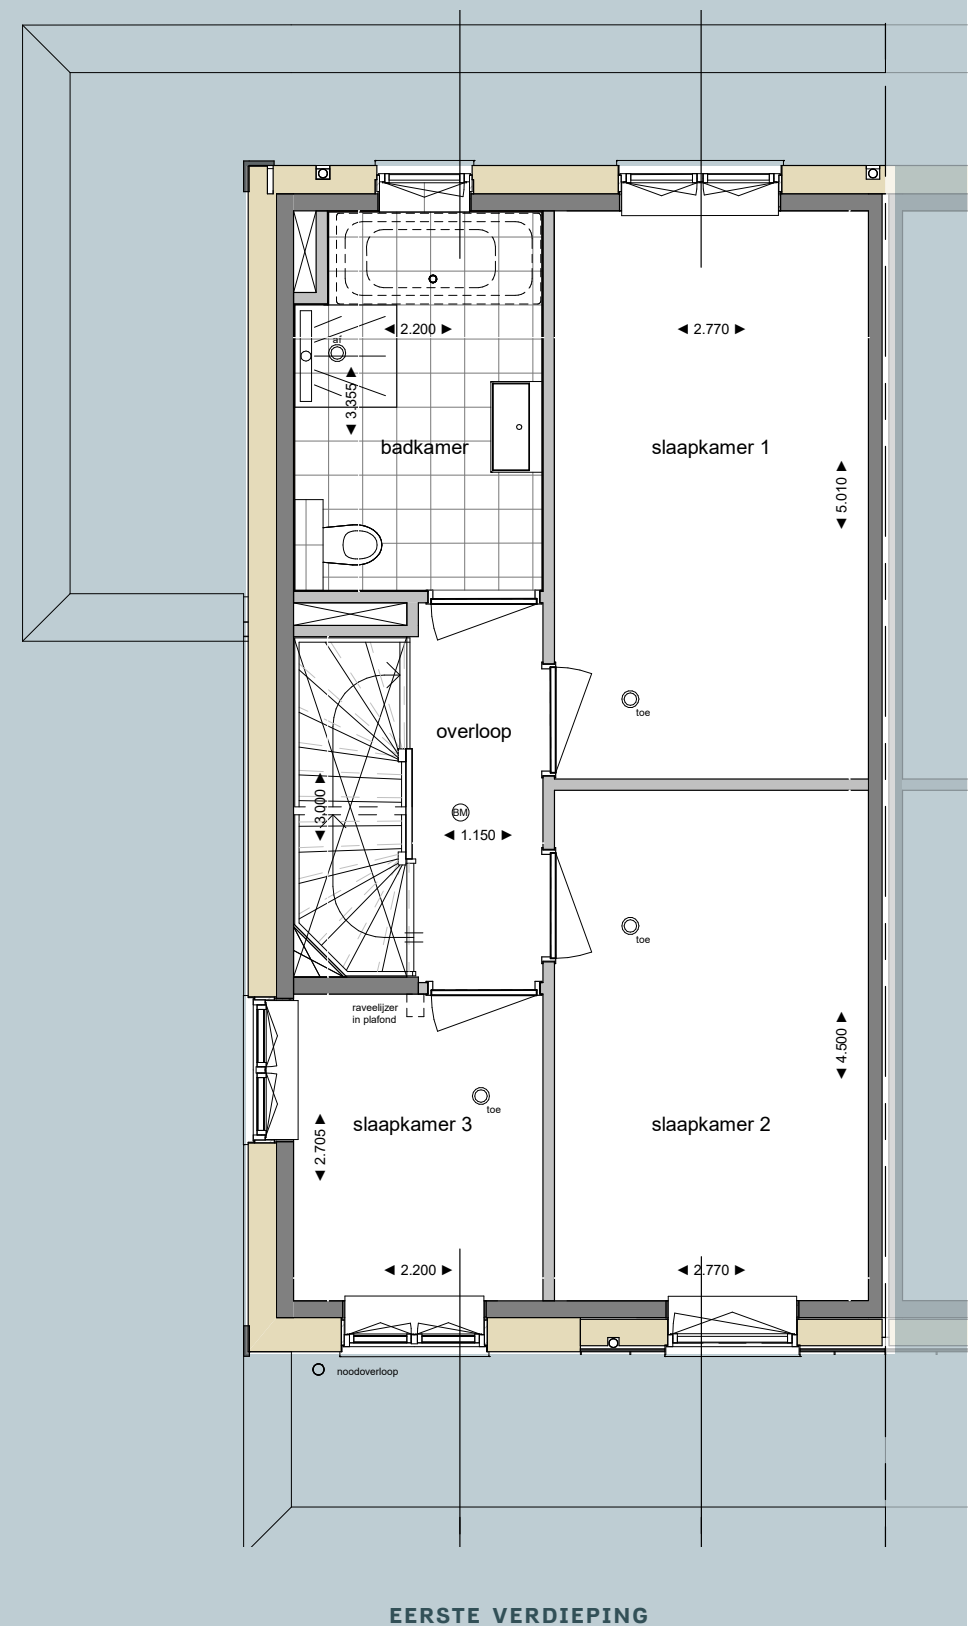 af
◄ 2.200 ►
◄ 2.770 ►
◄ 3.355 ►
badkamer
slaapkamer 1
◄ 5.010 ►
toe
overloop
◄ 3.000 ►
BM
◄ 1.150 ►
toe
raveelijzer
in plafond
◄ 4.500 ►
toe
slaapkamer 3
slaapkamer 2
◄ 2.705 ►
◄ 2.200 ►
◄ 2.770 ►
noodoverloop
EERSTE VERDIEPING